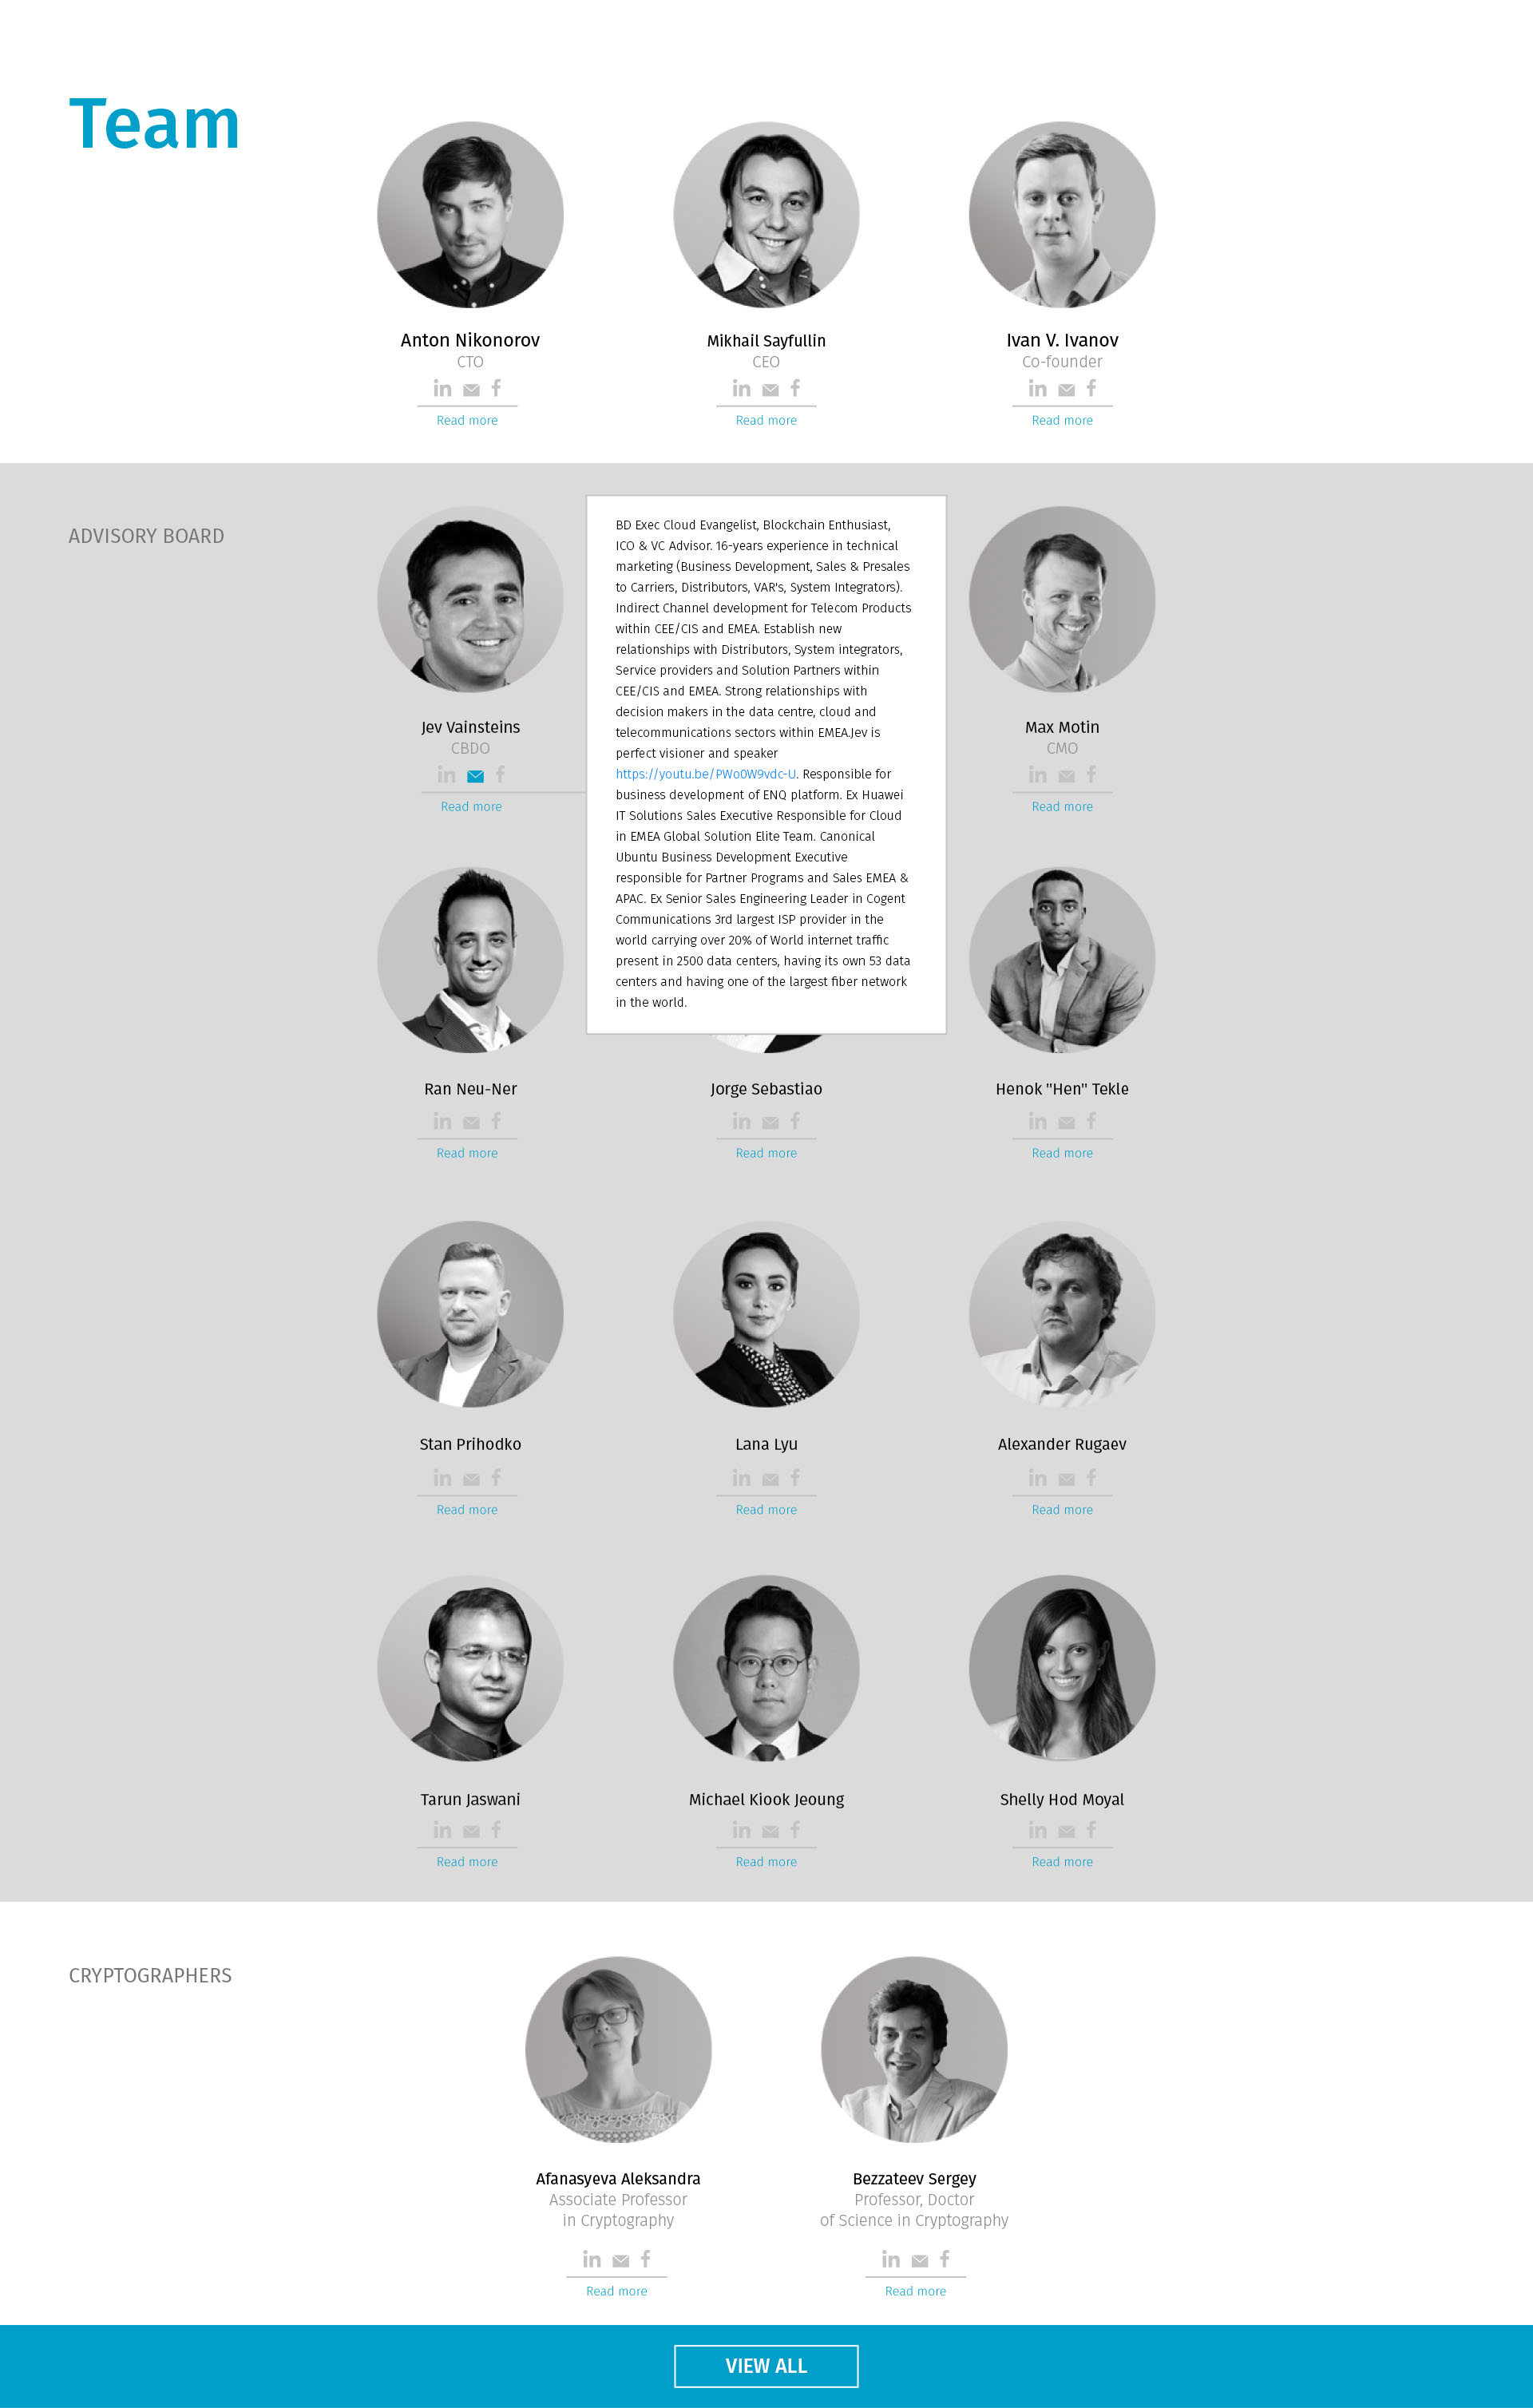 Team
Anton Nikonorov
CTO
Read more
Mikhail Sayfullin
CEO
Read more
Ivan V. Ivanov
Co-founder
Read more
ADVISORY BOARD
Jev Vainsteins
CBDO
Read more
BD Exec Cloud Evangelist, Blockchain Enthusiast,
ICO & VC Advisor. 16-years experience in technical
marketing (Business Development, Sales & Presales
to Carriers, Distributors, VAR's, System Integrators).
Indirect Channel development for Telecom Products
within CEE/CIS and EMEA. Establish new
relationships with Distributors, System integrators,
Service providers and Solution Partners within
CEE/CIS and EMEA. Strong relationships with
decision makers in the data centre, cloud and
telecommunications sectors within EMEA.Jev is
perfect visioner and speaker
https://youtu.be/PWo0W9vdc-U. Responsible for
business development of ENQ platform. Ex Huawei
IT Solutions Sales Executive Responsible for Cloud
in EMEA Global Solution Elite Team. Canonical
Ubuntu Business Development Executive
responsible for Partner Programs and Sales EMEA &
APAC. Ex Senior Sales Engineering Leader in Cogent
Communications 3rd largest ISP provider in the
world carrying over 20% of World internet traffic
present in 2500 data centers, having its own 53 data
centers and having one of the largest fiber network
in the world.
Max Motin
CMO
Read more
Ran Neu-Ner
Read more
Jorge Sebastiao
Read more
Henok "Hen" Tekle
Read more
Stan Prihodko
Read more
Lana Lyu
Read more
Alexander Rugaev
Read more
Tarun Jaswani
Read more
Michael Kiook Jeoung
Read more
Shelly Hod Moyal
Read more
CRYPTOGRAPHERS
Afanasyeva Aleksandra
Associate Professor
in Cryptography
Read more
Bezzateev Sergey
Professor, Doctor
of Science in Cryptography
Read more
VIEW ALL